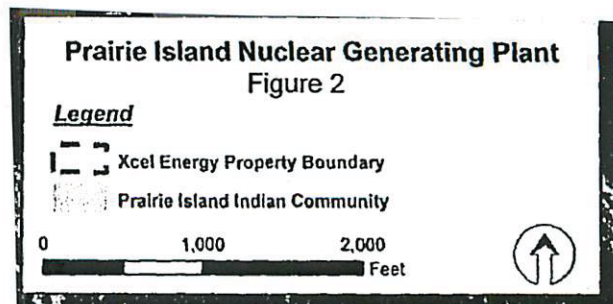 Prairie Island Nuclear Generating Plant
Figure 2
Legend
Xcel Energy Property Boundary
Prairie Island Indian Community
0 1,000 2,000
Feet